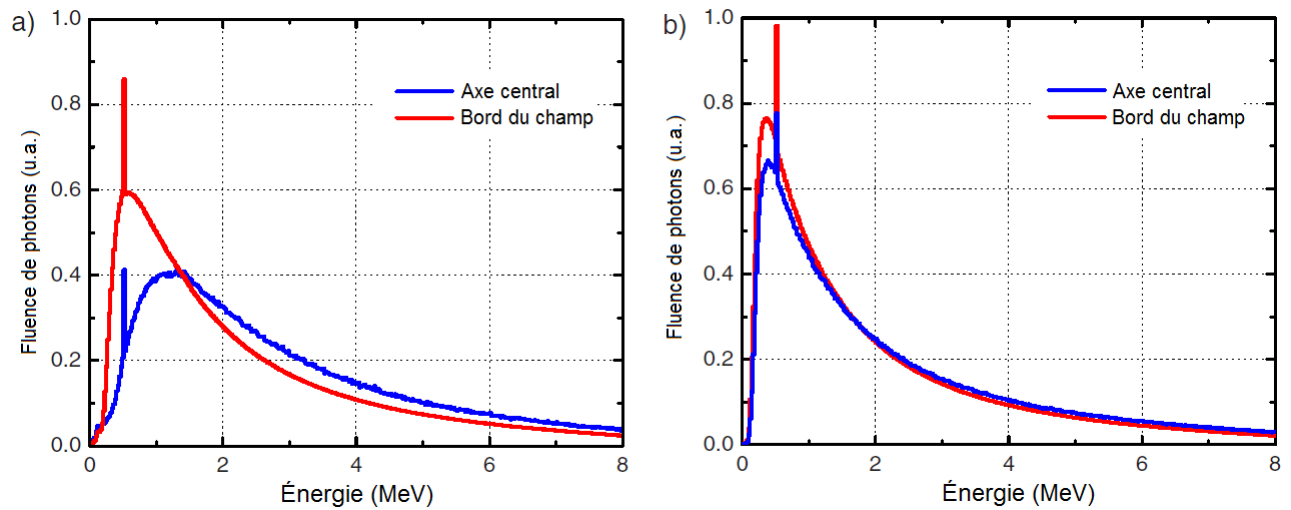 a)
Fluence de photons (u.a.)
1.0
0.8
0.6
0.4
0.2
0.0
0 2 4 6 8
Énergie (MeV)
Axe central
Bord du champ
b)
Fluence de photons (u.a.)
1.0
0.8
0.6
0.4
0.2
0.0
0 2 4 6 8
Énergie (MeV)
Axe central
Bord du champ